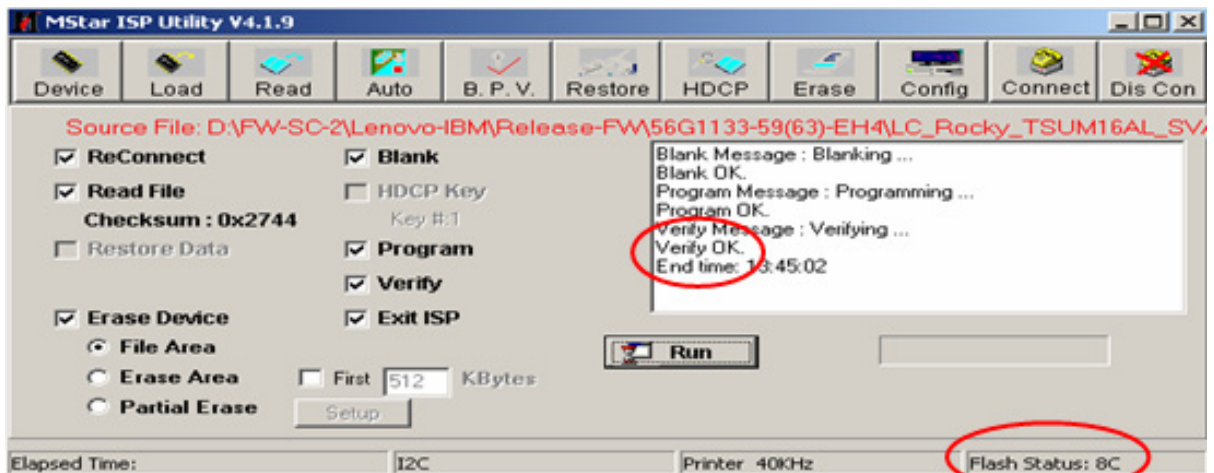 MStar ISP Utility V4.1.9
Device Load Read Auto B. P. V. Restore HDCP Erase Config Connect Dis Con
Source File: D:\FW-SC-2\Lenovo-IBM\Release-FW\56G1133-59(63)-EH4\LC_Rocky_TSUM16AL_SVA
ReConnect
Blank
Read File
HDCP Key
Checksum : 0x2744
Key #:1
Restore Data
Program
Verify
Erase Device
Exit ISP
File Area
Erase Area
First 512 KBytes
Partial Erase
Setup
Blank Message : Blanking ...
Blank OK.
Program Message : Programming ...
Program OK.
Verify Message : Verifying ...
Verify OK.
End time: 13:45:02
Run
Elapsed Time:
I2C
Printer 40KHz
Flash Status: 8C